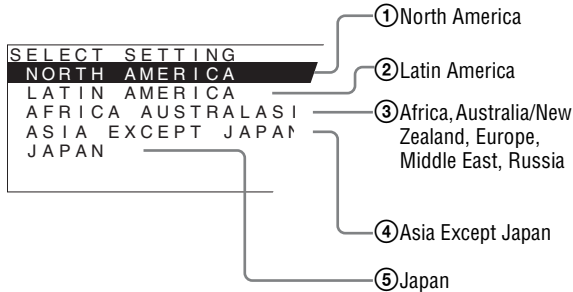 SELECT SETTING
NORTH AMERICA
LATIN AMERICA
AFRICA AUSTRALASI
ASIA EXCEPT JAPAN
JAPAN
①North America
②Latin America
③Africa, Australia/New
Zealand, Europe,
Middle East, Russia
④Asia Except Japan
⑤Japan